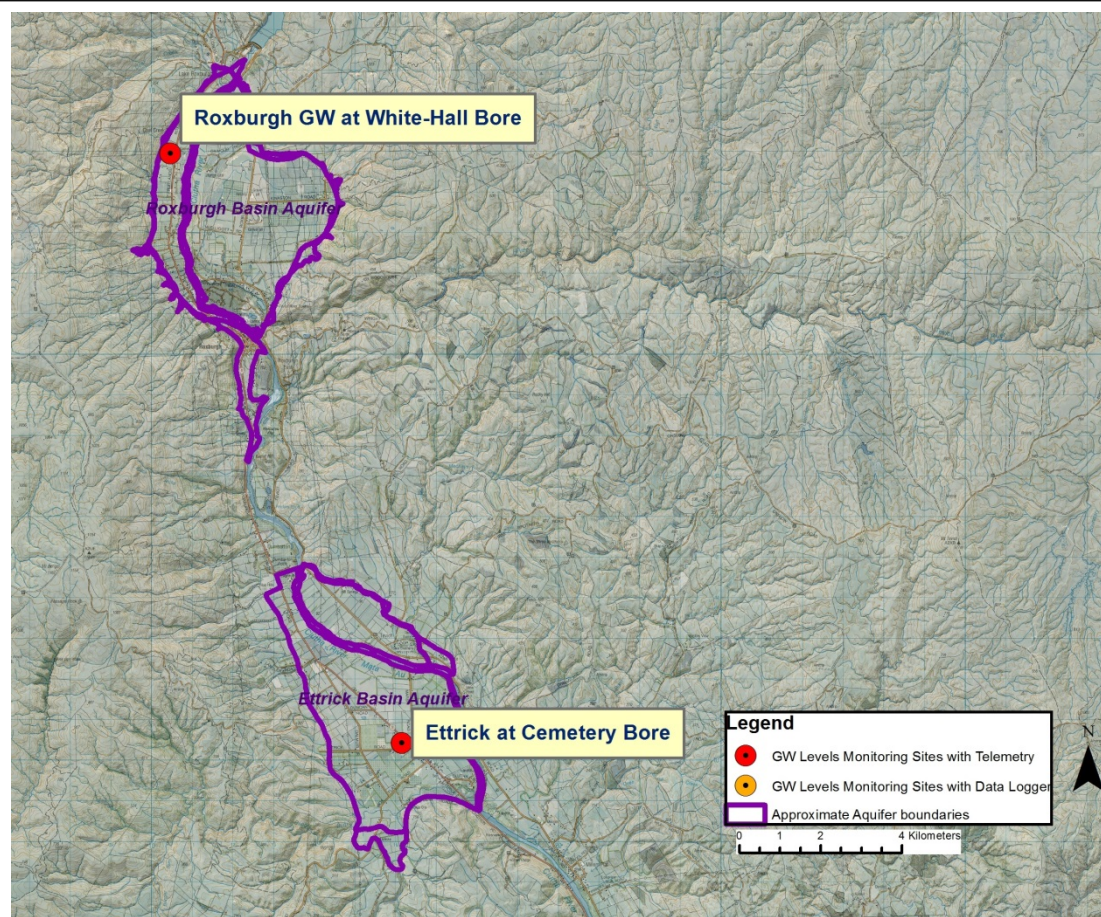 Roxburgh GW at White-Hall Bore
Roxburgh Basin Aquifer
Ettrick Basin Aquifer
Ettrick at Cemetery Bore
Legend
GW Levels Monitoring Sites with Telemetry
GW Levels Monitoring Sites with Data Logger
Approximate Aquifer boundaries
0 1 2 4 Kilometers
N